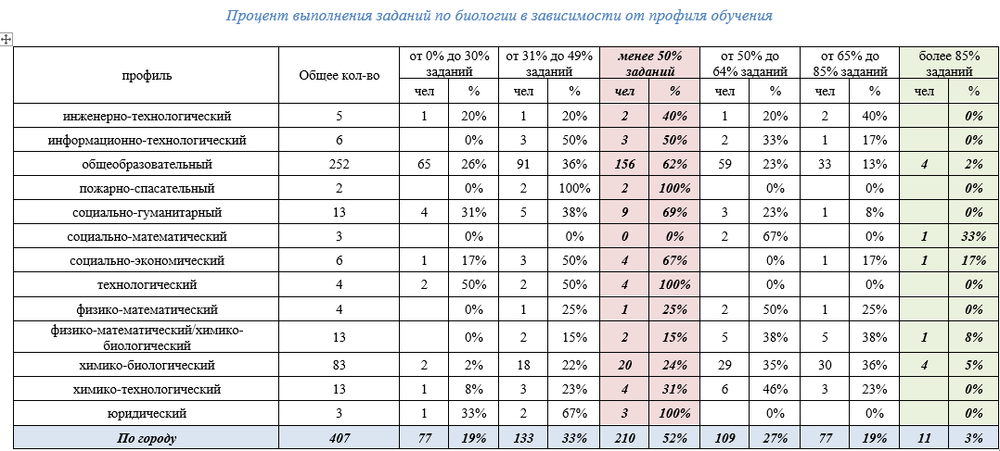 Процент выполнения заданий по биологии в зависимости от профиля обучения
профиль Общее кол-во от 0% до 30% заданий от 31% до 49% заданий менее 50% заданий от 50% до 64% заданий от 65% до 85% заданий более 85% заданий
чел % чел % чел % чел % чел % чел %
инженерно-технологический 5 1 20% 1 20% 2 40% 1 20% 2 40% 0%
информационно-технологический 6 0% 3 50% 3 50% 2 33% 1 17% 0%
общеобразовательный 252 65 26% 91 36% 156 62% 59 23% 33 13% 4 2%
пожарно-спасательный 2 0% 2 100% 2 100% 0% 0% 0%
социально-гуманитарный 13 4 31% 5 38% 9 69% 3 23% 1 8% 0%
социально-математический 3 0% 0% 0 0% 2 67% 0% 1 33%
социально-экономический 6 1 17% 3 50% 4 67% 0% 1 17% 1 17%
технологический 4 2 50% 2 50% 4 100% 0% 0% 0%
физико-математический 4 0% 1 25% 1 25% 2 50% 1 25% 0%
физико-математический/химико-
биологический 13 0% 2 15% 2 15% 5 38% 5 38% 1 8%
химико-биологический 83 2 2% 18 22% 20 24% 29 35% 30 36% 4 5%
химико-технологический 13 1 8% 3 23% 4 31% 6 46% 3 23% 0%
юридический 3 1 33% 2 67% 3 100% 0% 0% 0%
По городу 407 77 19% 133 33% 210 52% 109 27% 77 19% 11 3%